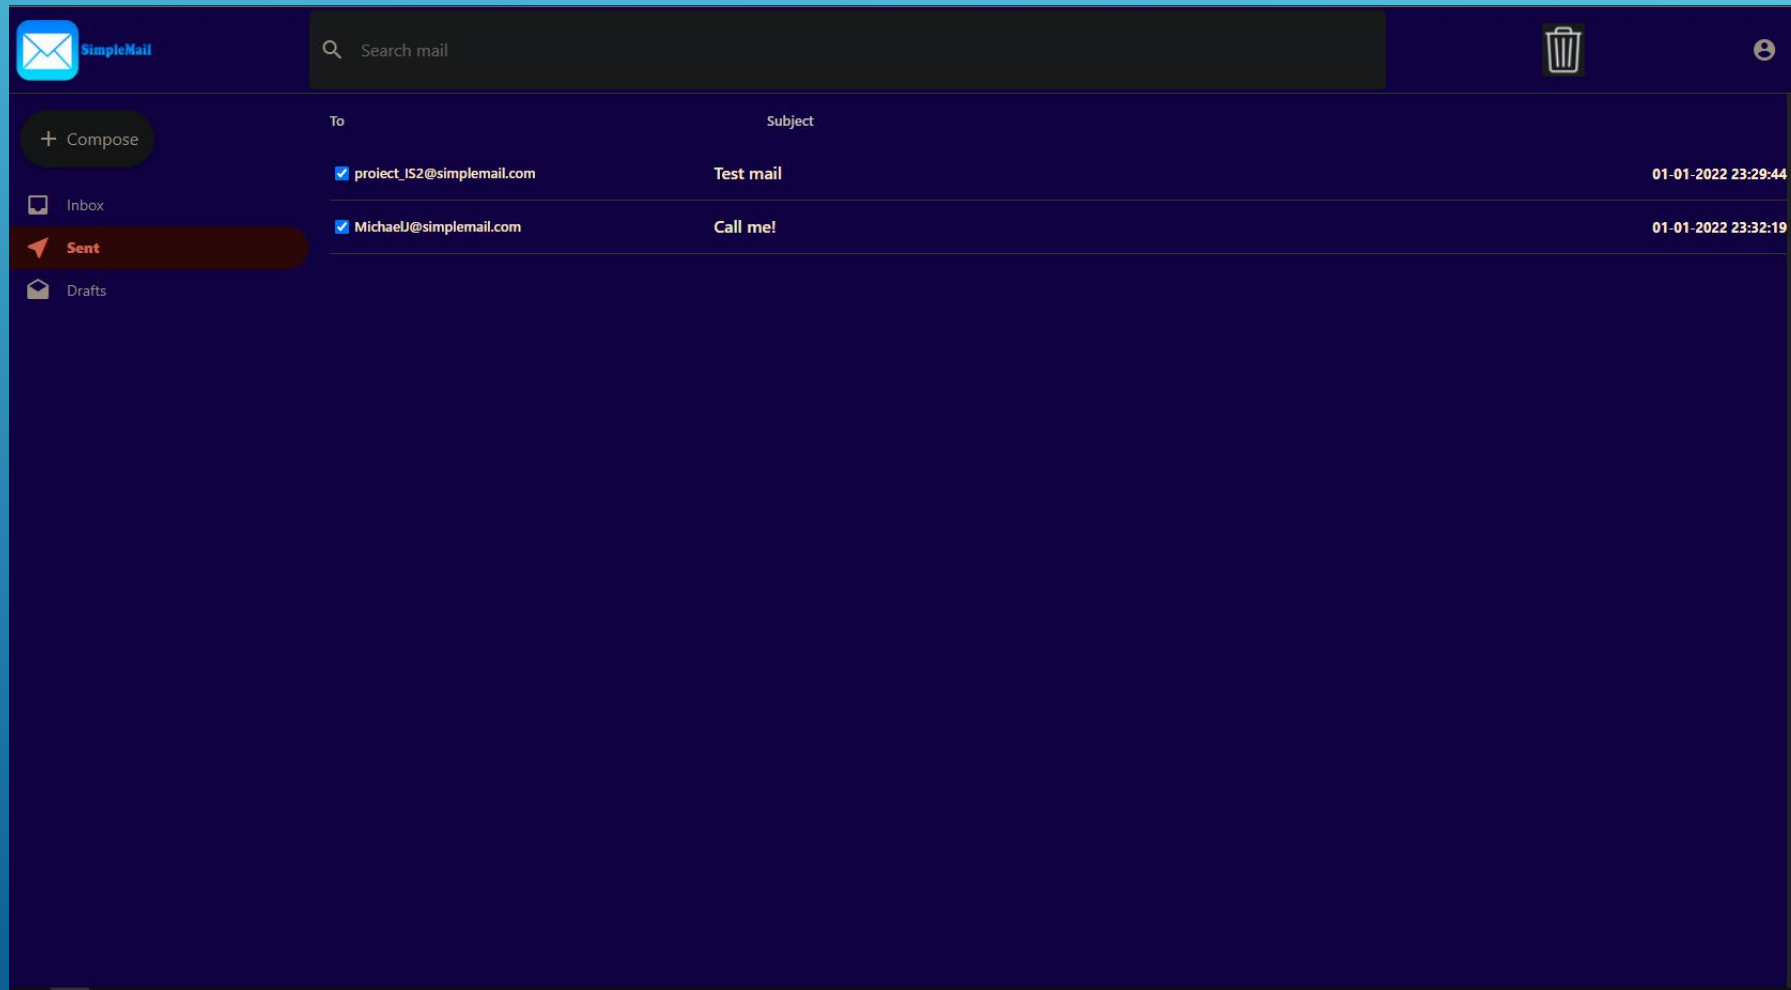 SimpleMail
Search mail
Compose
Inbox
Sent
Drafts
To Subject
proiect_IS2@simplemail.com Test mail 01-01-2022 23:29:44
MichaelJ@simplemail.com Call me! 01-01-2022 23:32:19